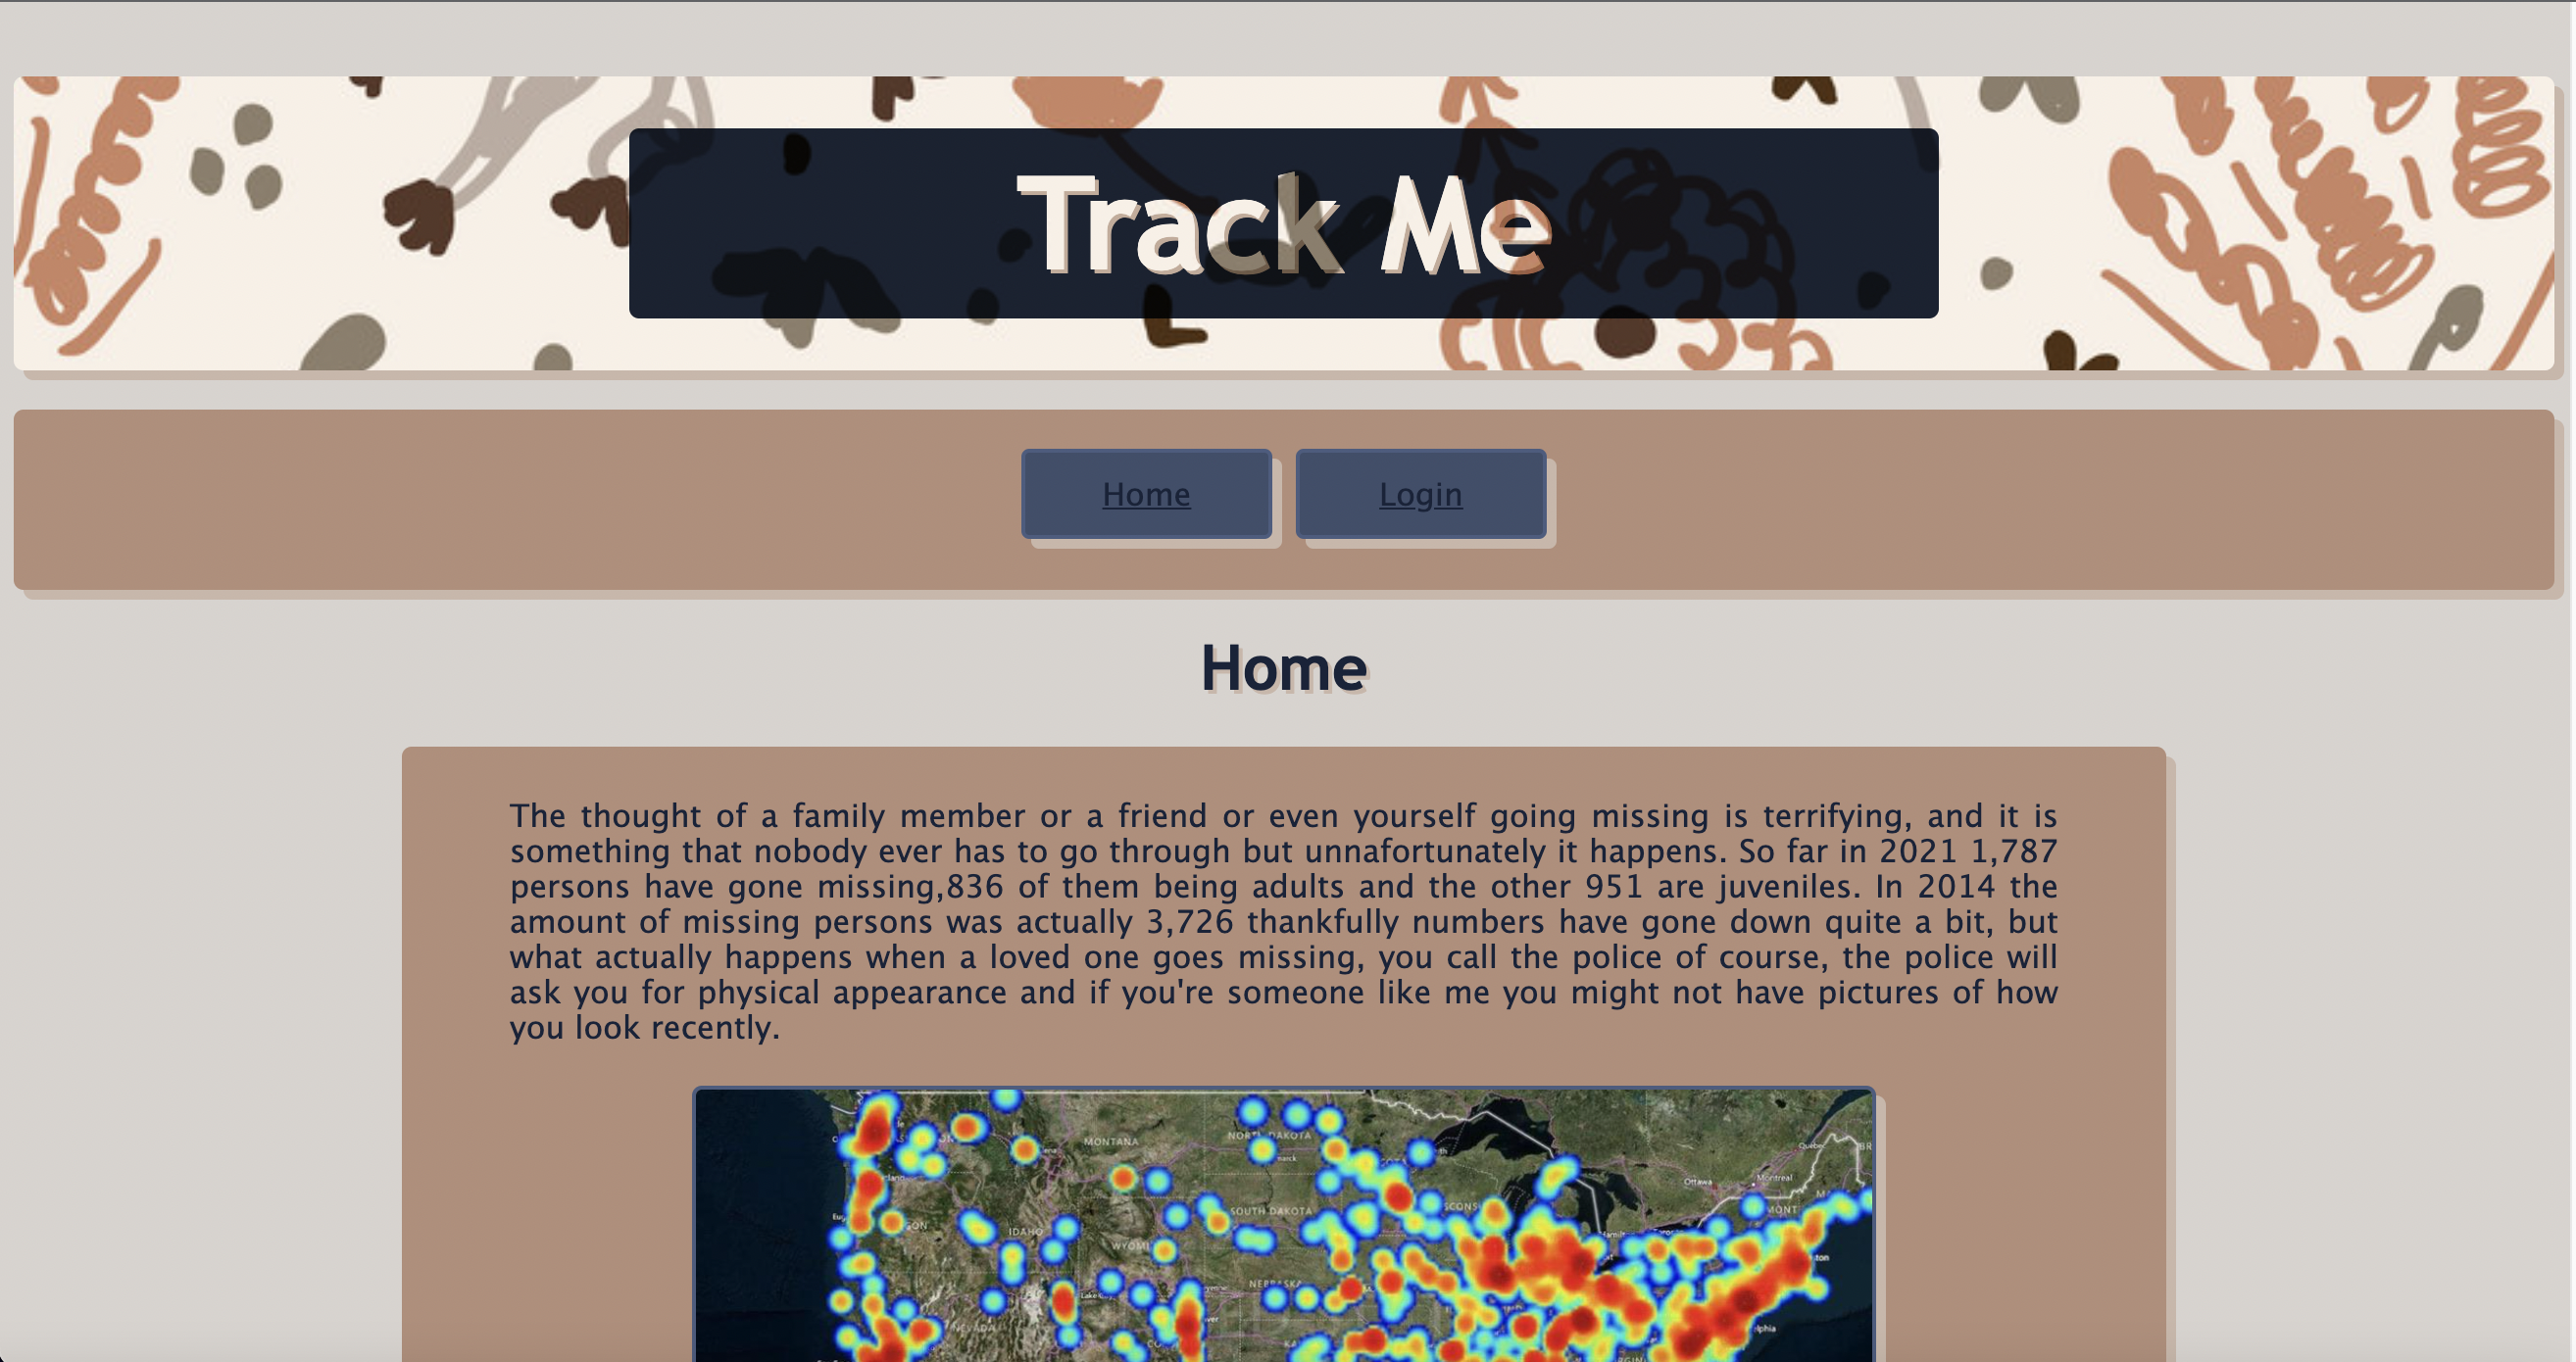 Track Me
Home
Login
Home
The thought of a family member or a friend or even yourself going missing is terrifying, and it is
something that nobody ever has to go through but unnafortunately it happens. So far in 2021 1,787
persons have gone missing,836 of them being adults and the other 951 are juveniles. In 2014 the
amount of missing persons was actually 3,726 thankfully numbers have gone down quite a bit, but
what actually happens when a loved one goes missing, you call the police of course, the police will
ask you for physical appearance and if you're someone like me you might not have pictures of how
you look recently.
MONTANA
NORTH DAKOTA
Ottawa
Montreal
SOUTH DAKOTA
IDAHO
NEBRASKA
NEVADA